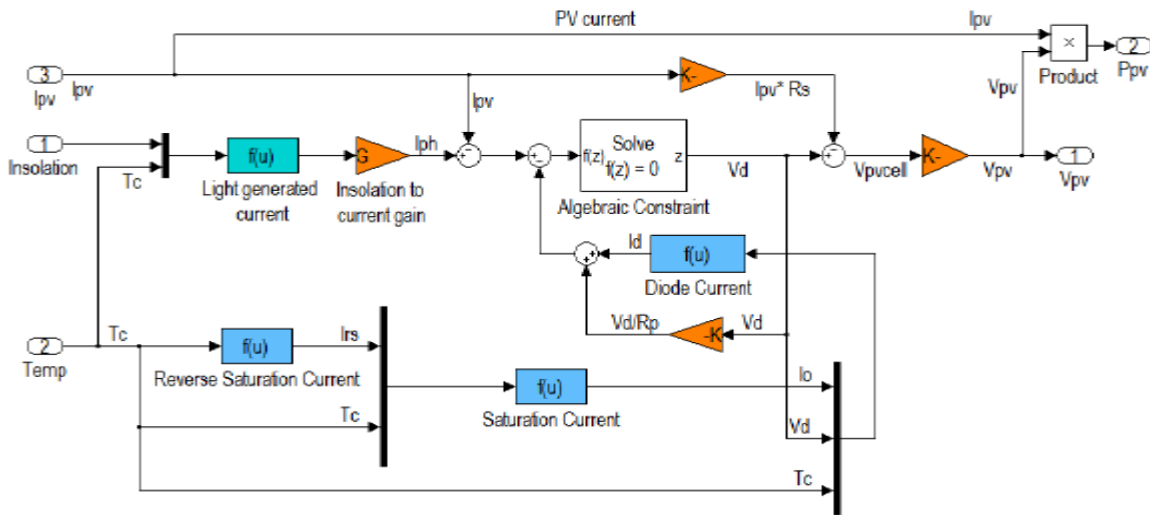 PV current
Ipv
×
2
Ppv
Product
3
Ipv
Ipv
K-
Ipv* Rs
Ipv
Vpv
1
Insolation
Tc
f(u)
Light generated
current
G
Insolation to
current gain
Iph
Solve
f(z)
f(z) = 0
z
Algebraic Constraint
Vd
Vpvcell
K-
Vpv
1
Vpv
Id
f(u)
Diode Current
Vd/Rp
-K
Vd
2
Temp
Tc
f(u)
Reverse Saturation Current
Irs
Tc
f(u)
Saturation Current
Io
Vd
Tc